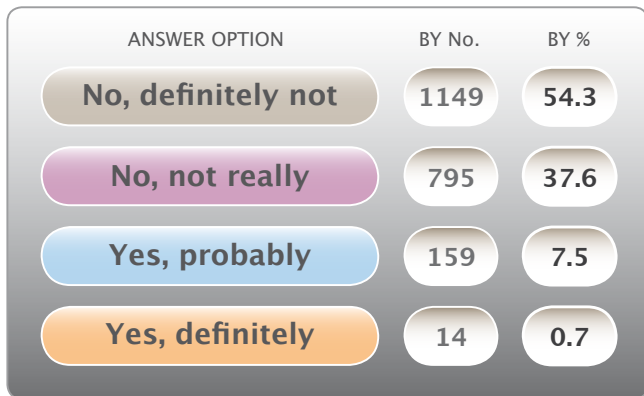 ANSWER OPTION BY No. BY %
No, definitely not 1149 54.3
No, not really 795 37.6
Yes, probably 159 7.5
Yes, definitely 14 0.7